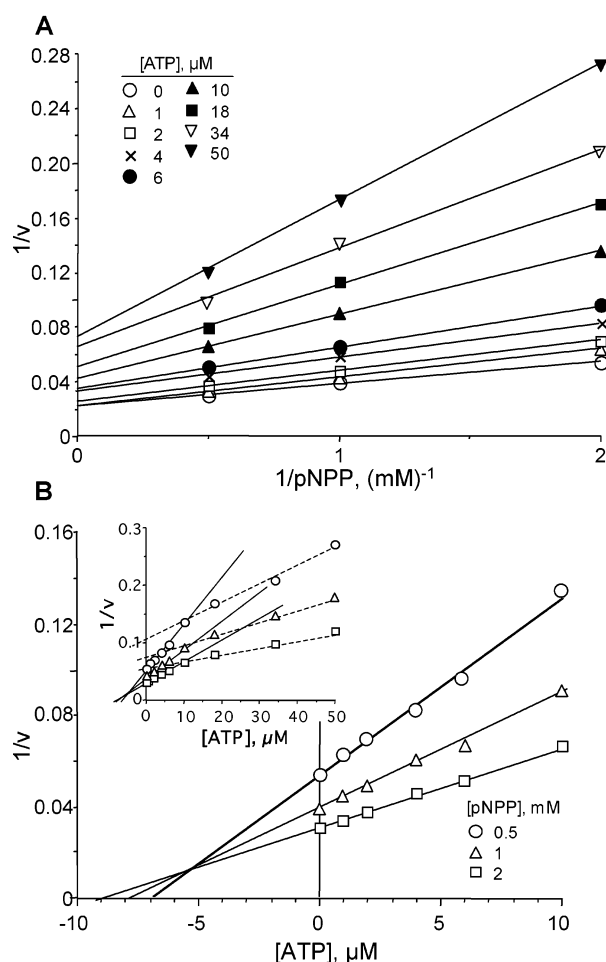 A
[ATP], µM
0 10
1 18
2 34
4 50
6
0.28
0.24
0.20
0.16
0.12
0.08
0.04
0
1/v
0 1 2
1/pNPP, (mM)-1
B
0.16
0.12
0.08
0.04
0
1/v
0.3
0.2
0.1
0
1/v
0 10 20 30 40 50
[ATP], µM
[pNPP], mM
0.5
1
2
-10 -5 0 5 10
[ATP], µM